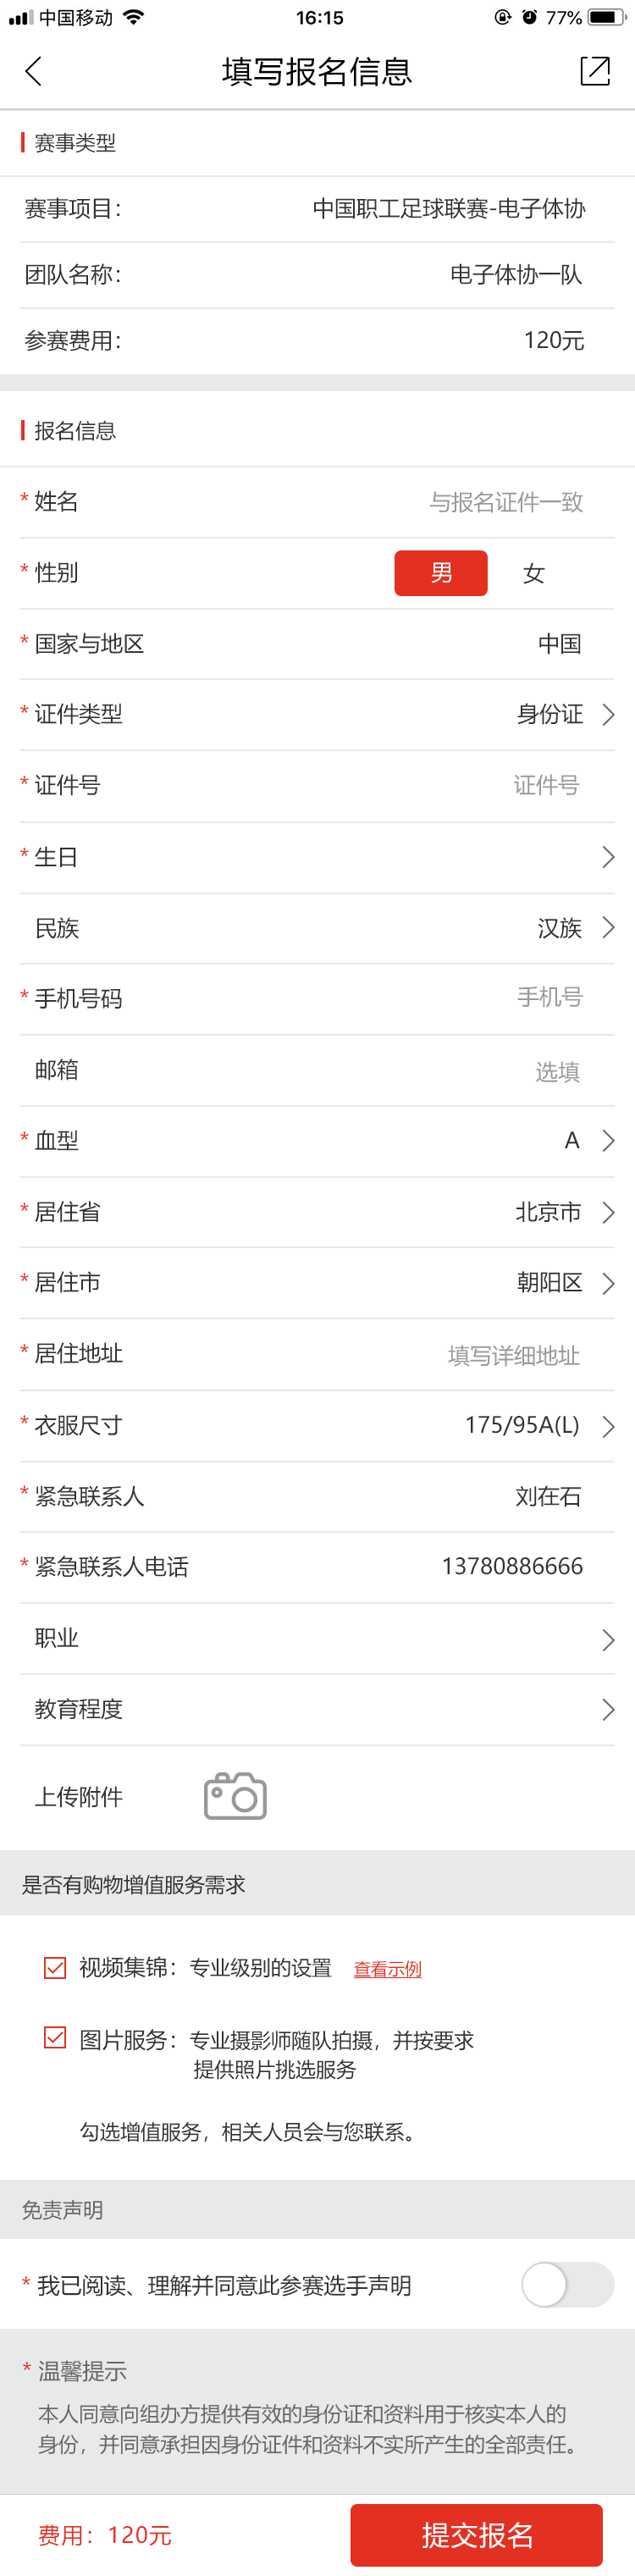 中国移动 16:15 77%
填写报名信息
赛事类型
赛事项目： 中国职工足球联赛-电子体协
团队名称： 电子体协一队
参赛费用： 120元
报名信息
* 姓名 与报名证件一致
* 性别 男 女
* 国家与地区 中国
* 证件类型 身份证
* 证件号 证件号
* 生日
民族 汉族
* 手机号码 手机号
邮箱 选填
* 血型 A
* 居住省 北京市
* 居住市 朝阳区
* 居住地址 填写详细地址
* 衣服尺寸 175/95A(L)
* 紧急联系人 刘在石
* 紧急联系人电话 13780886666
职业
教育程度
上传附件
是否有购物增值服务需求
视频集锦：专业级别的设置 查看示例
图片服务：专业摄影师随队拍摄，并按要求
提供照片挑选服务
勾选增值服务，相关人员会与您联系。
免责声明
* 我已阅读、理解并同意此参赛选手声明
* 温馨提示
本人同意向组办方提供有效的身份证和资料用于核实本人的
身份，并同意承担因身份证件和资料不实所产生的全部责任。
费用：120元 提交报名